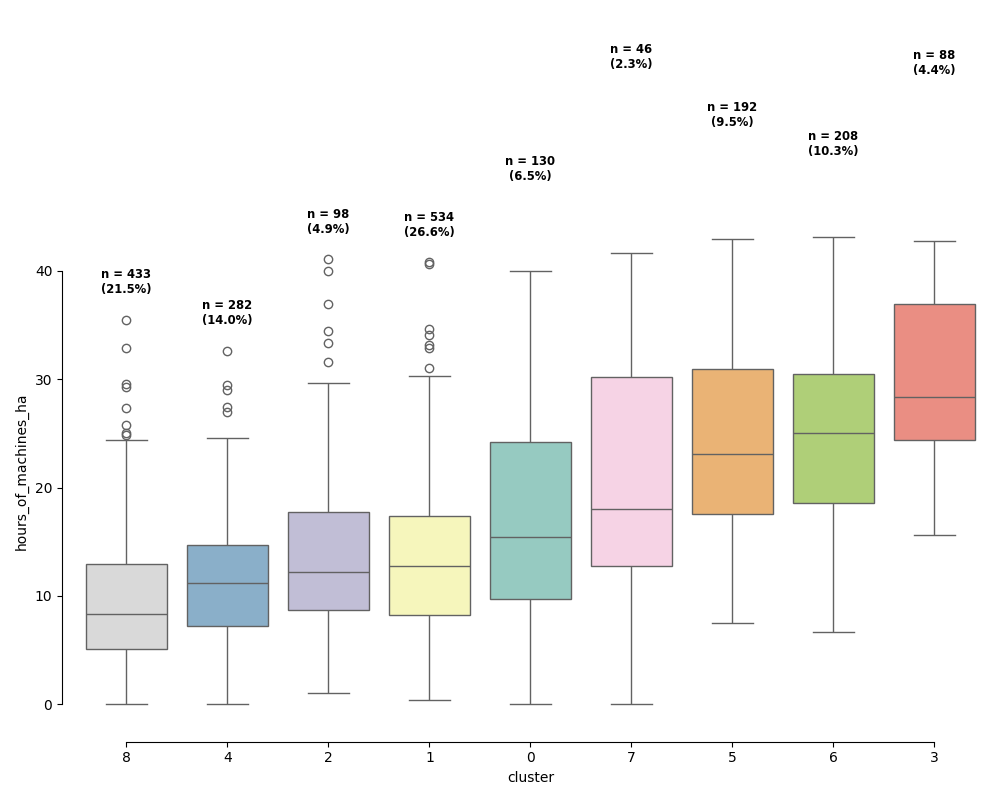 n = 46
(2.3%)
n = 88
(4.4%)
n = 192
(9.5%)
n = 208
(10.3%)
n = 130
(6.5%)
n = 98
(4.9%)
n = 534
(26.6%)
n = 433
(21.5%)
n = 282
(14.0%)
40
30
20
10
0
hours_of_machines_ha
8 4 2 1 0 7 5 6 3
cluster